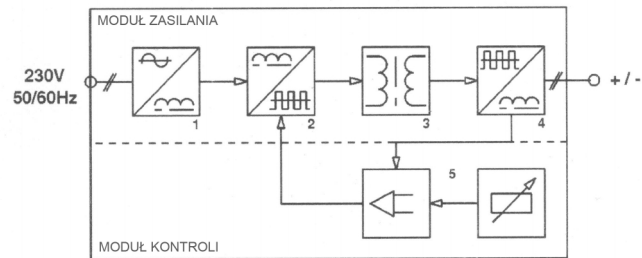 MODUŁ ZASILANIA
230V
50/60Hz
1
2
3
4
+ / -
5
MODUŁ KONTROLI